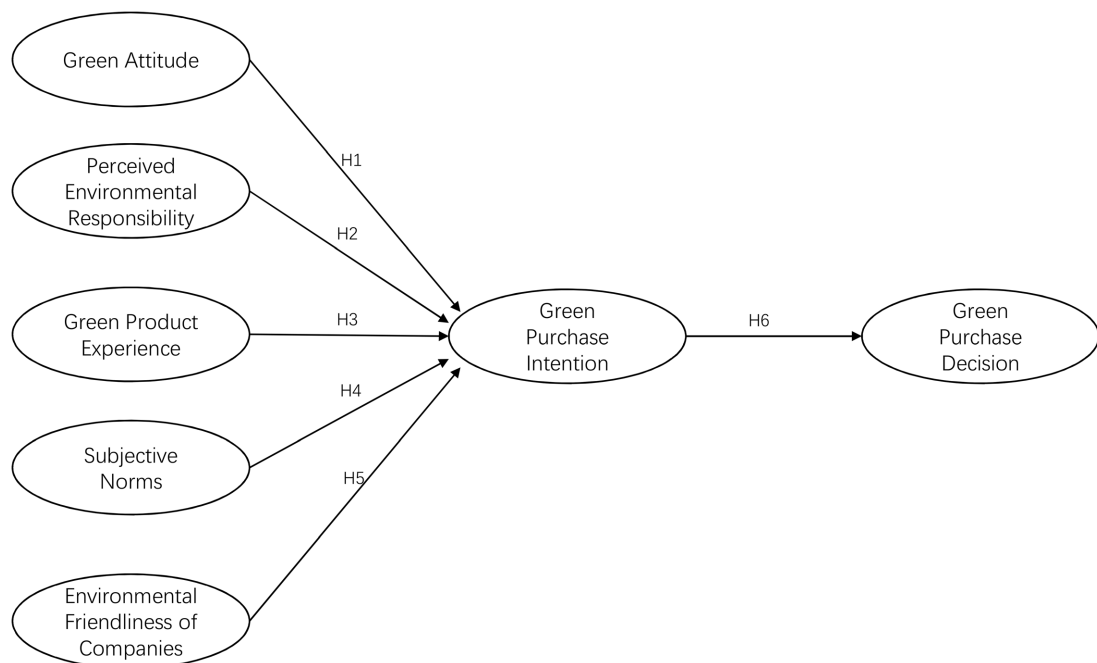 Green Attitude
H1
Perceived
Environmental
Responsibility
H2
Green Product
Experience
H3
Green
Purchase
Intention
H6
Green
Purchase
Decision
H4
Subjective
Norms
H5
Environmental
Friendliness of
Companies